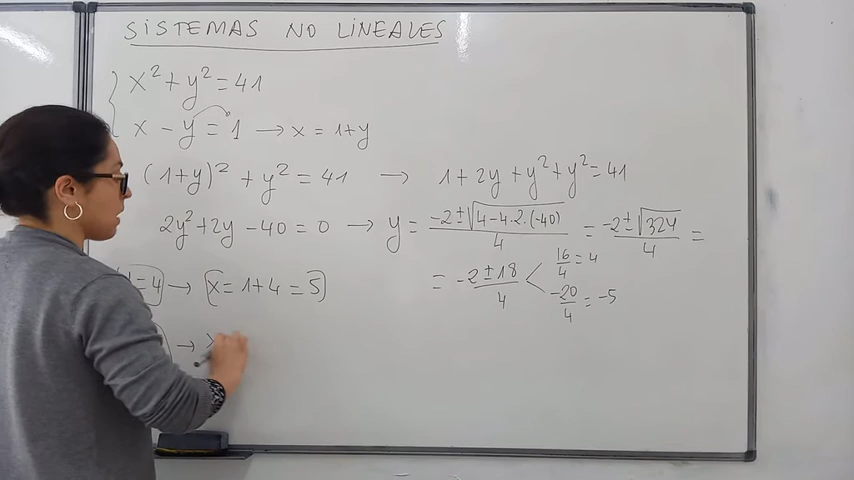 SISTEMAS NO LINEALES
x² + y² = 41
x - y = 1 → x = 1+y
(1+y)² + y² = 41 → 1 + 2y + y² + y² = 41
2y² + 2y - 40 = 0 → y = (-2 ± √(4-4·2·(-40)))/4 = (-2 ± √324)/4 =
= (-2 ± 18)/4 < 16/4 = 4
-20/4 = -5
=4 → x = 1+4 = 5
→ x